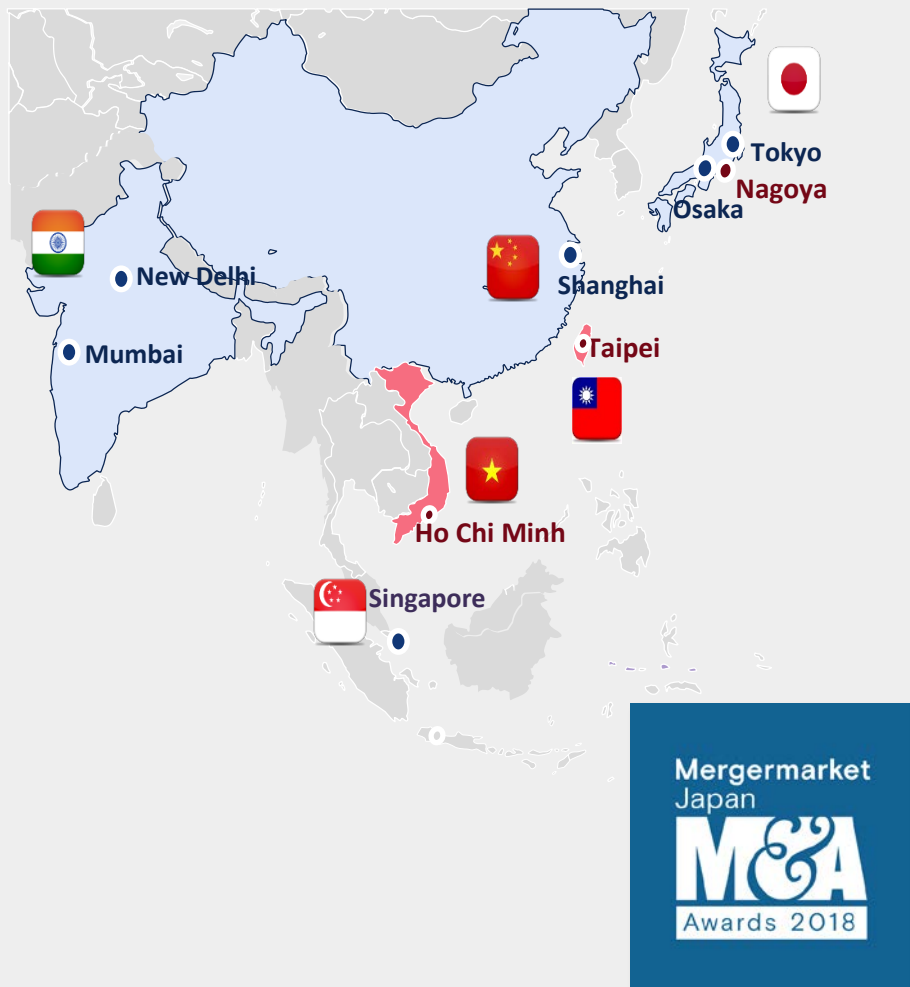 Tokyo
Nagoya
Osaka
New Delhi
Shanghai
Mumbai
Taipei
Ho Chi Minh
Singapore
Mergermarket
Japan
M&A
Awards 2018